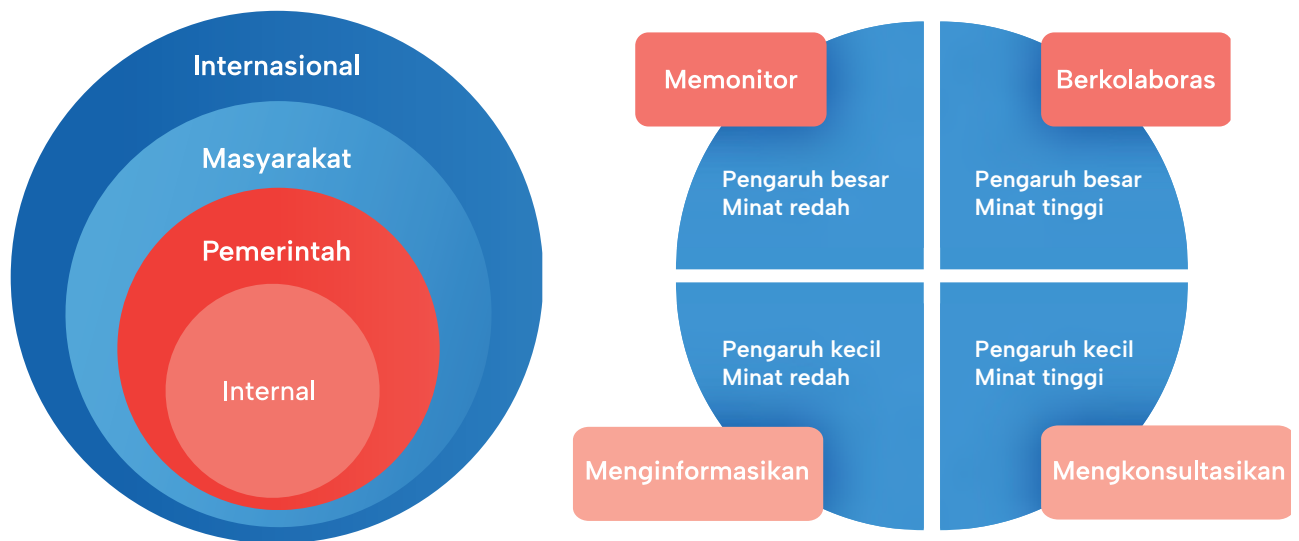 Internasional
Masyarakat
Pemerintah
Internal
Memonitor
Berkolaboras
Pengaruh besar
Minat redah
Pengaruh besar
Minat tinggi
Pengaruh kecil
Minat redah
Pengaruh kecil
Minat tinggi
Menginformasikan
Mengkonsultasikan